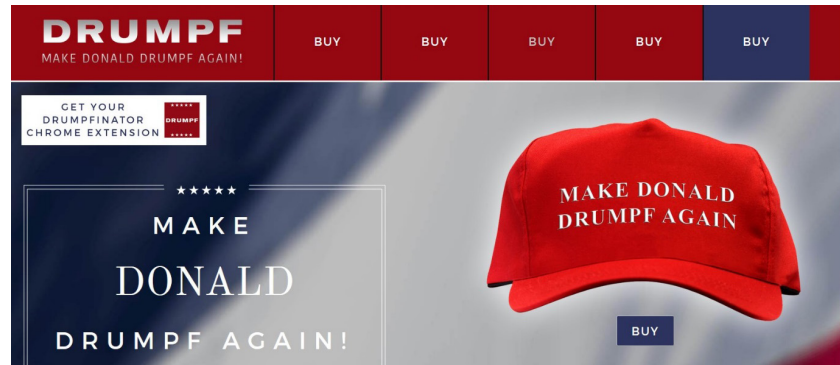 DRUMPF
MAKE DONALD DRUMPF AGAIN!
BUY
BUY
BUY
BUY
BUY
GET YOUR
DRUMPFINATOR
CHROME EXTENSION
DRUMPF
MAKE
DONALD
DRUMPF AGAIN!
MAKE DONALD
DRUMPF AGAIN
BUY